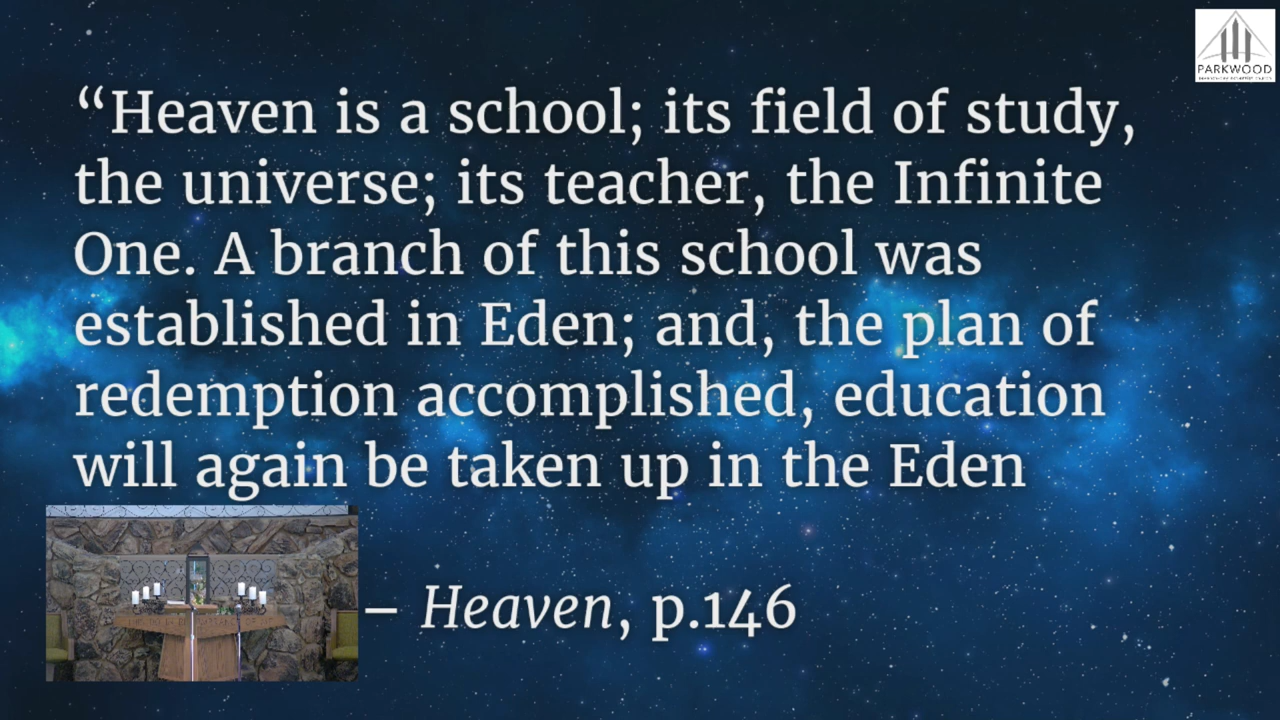 PARKWOOD
“Heaven is a school; its field of study,
the universe; its teacher, the Infinite
One. A branch of this school was
established in Eden; and, the plan of
redemption accomplished, education
will again be taken up in the Eden
– Heaven, p.146